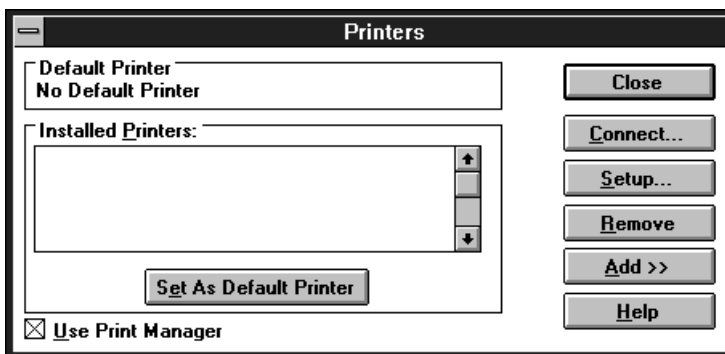 Printers
Default Printer
No Default Printer
Installed Printers:
Set As Default Printer
Use Print Manager
Close
Connect...
Setup...
Remove
Add >>
Help